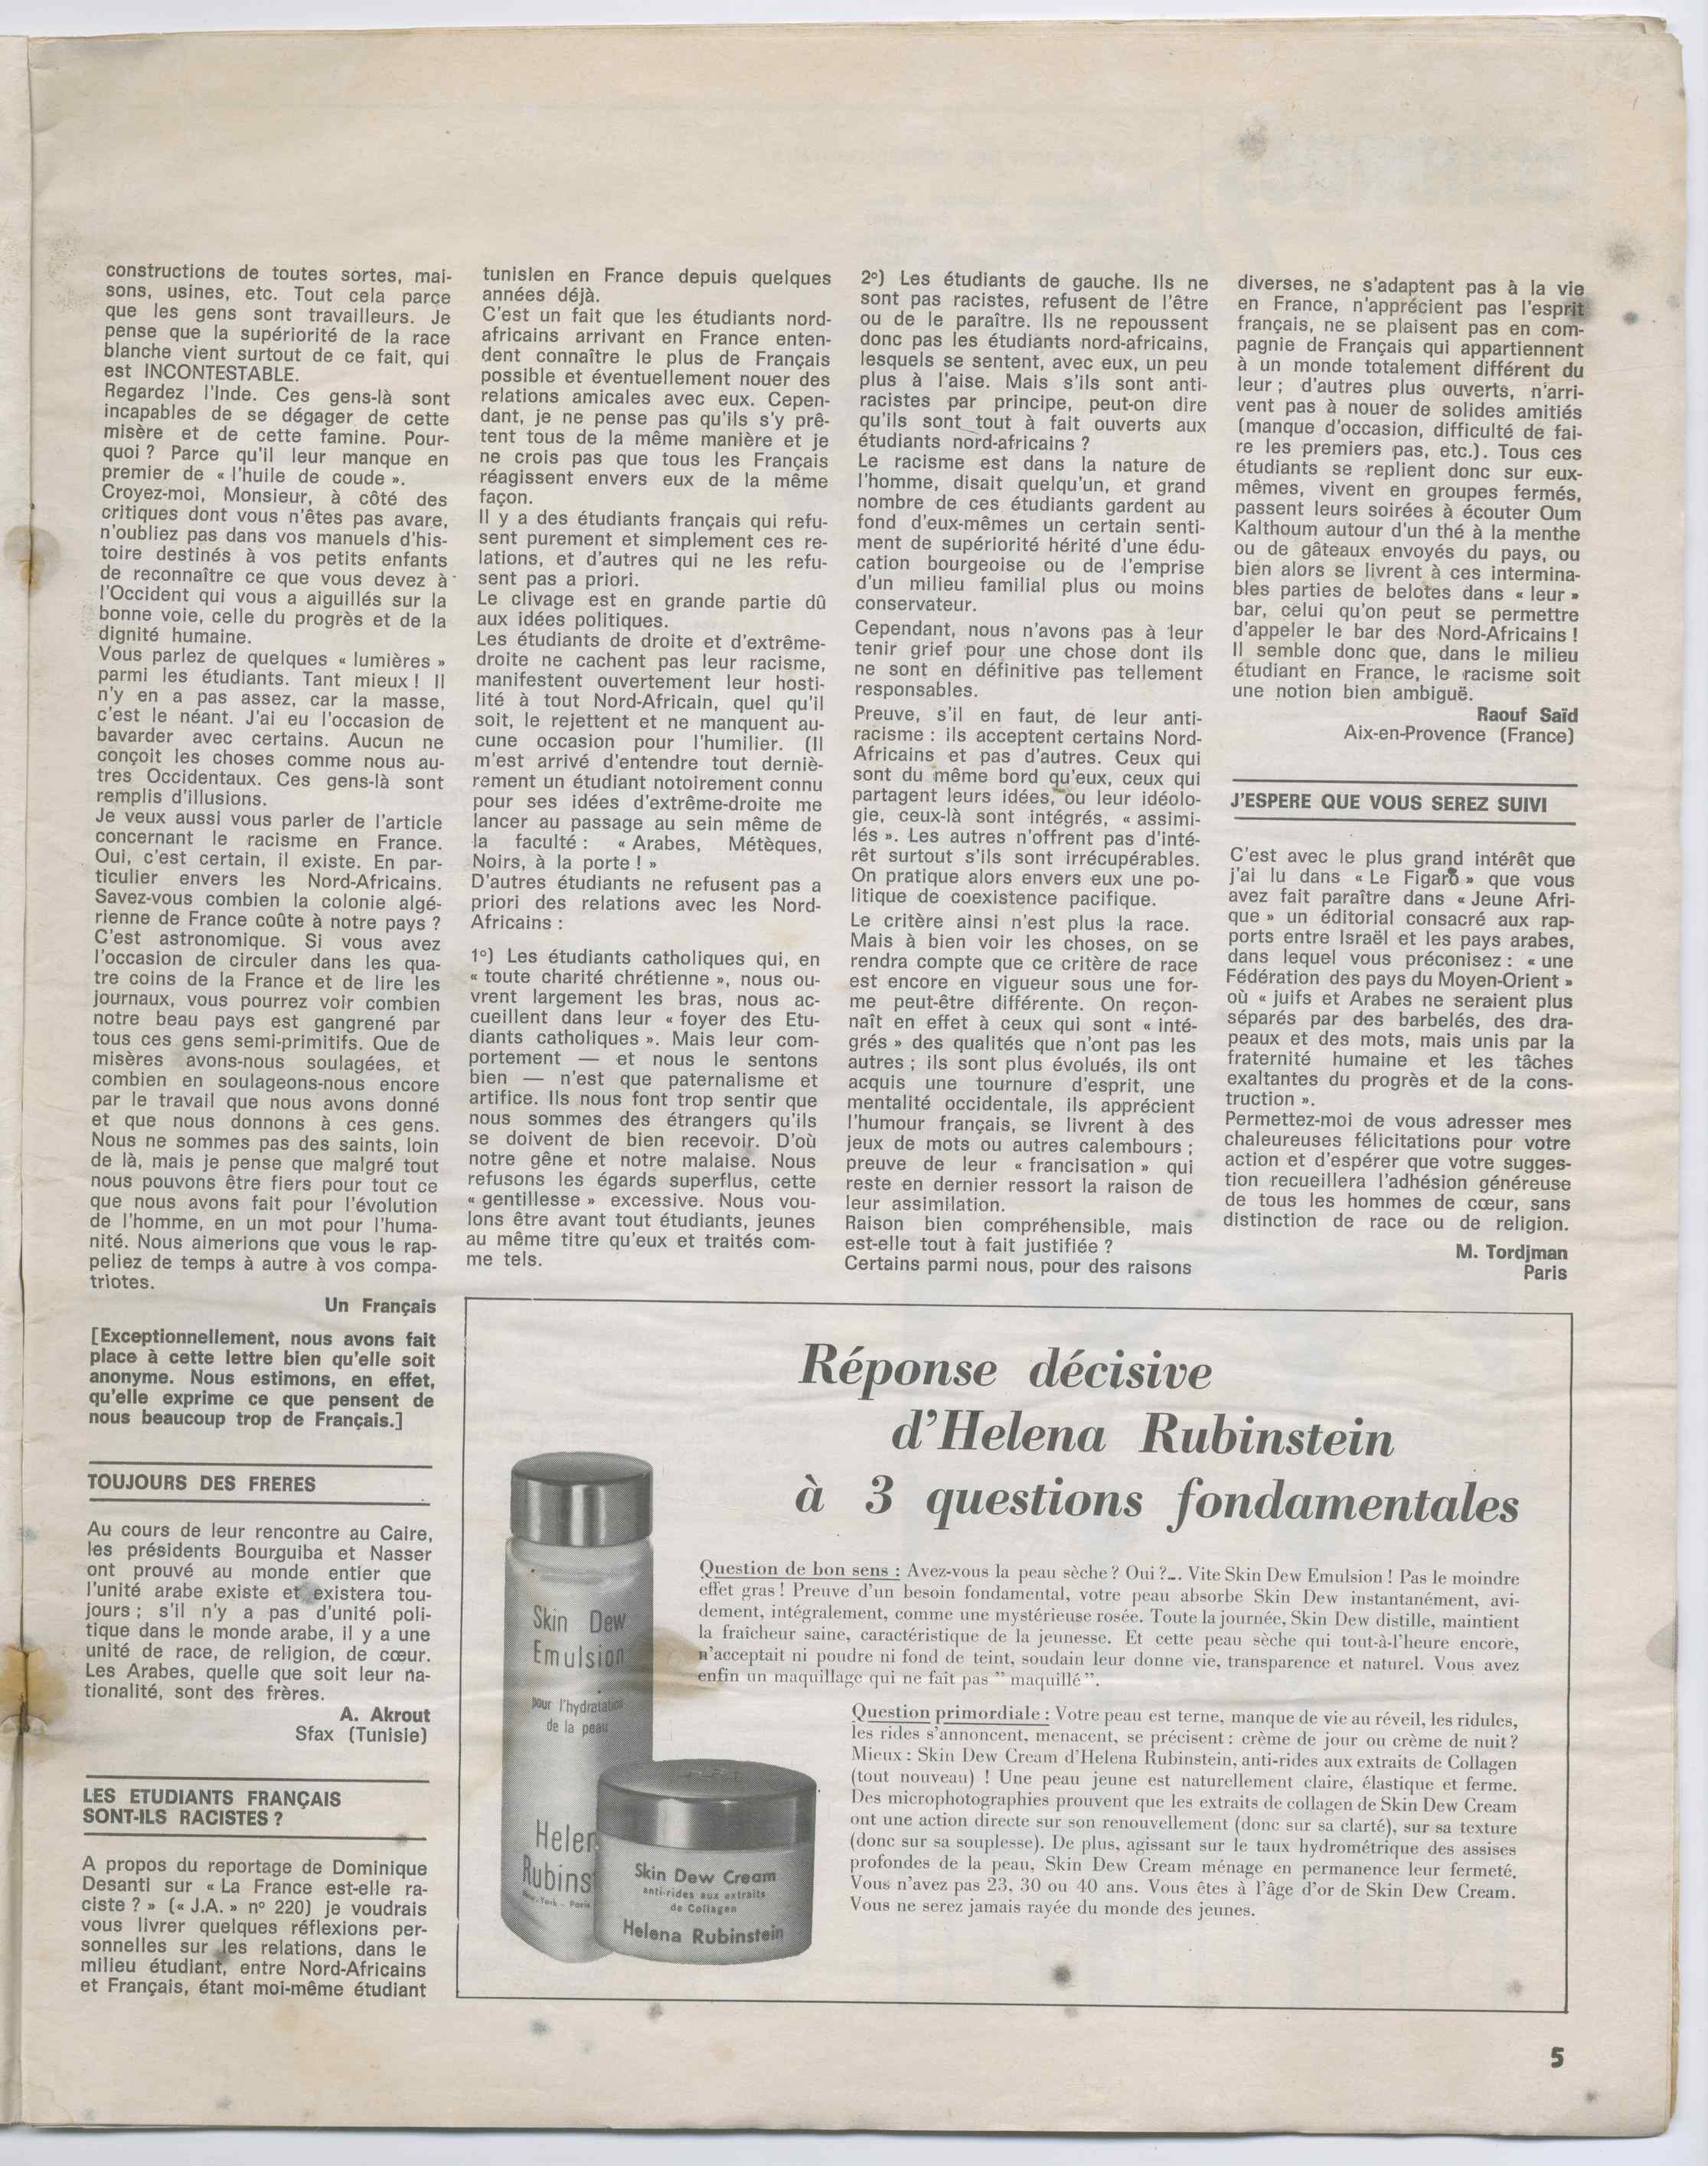 constructions de toutes sortes, mai-
sons, usines, etc. Tout cela parçe
que les gens sont travailleurs. Je
pense que la supériorité de la race
blanche vient surtout de ce fait, qui
est INCONTESTABLE.
Regardez l'Inde. Ces gens-là sont
incapables de se dégager de cette
misère et de cette famine. Pour-
quoi ? Parce qu'il leur manque en
premier de « l'huile de coude ».
Croyez-moi, Monsieur, à côté des
critiques dont vous n'êtes pas avare,
n'oubliez pas dans vos manuels d'his-
toire destinés à vos petits enfants
de reconnaître ce que vous devez à
l'Occident qui vous a aiguillés sur la
bonne voie, celle du progrès et de la
dignité humaine.
Vous parlez de quelques « lumières »
parmi les étudiants. Tant mieux ! Il
n'y en a pas assez, car la masse,
c'est le néant. J'ai eu l'occasion de
bavarder avec certains. Aucun ne
conçoit les choses comme nous au-
tres Occidentaux. Ces gens-là sont
remplis d'illusions.
Je veux aussi vous parler de l'article
concernant le racisme en France.
Oui, c'est certain, il existe. En par-
ticulier envers les Nord-Africains.
Savez-vous combien la colonie algé-
rienne de France coûte à notre pays ?
C'est astronomique. Si vous avez
l'occasion de circuler dans les qua-
tre coins de la France et de lire les
journaux, vous pourrez voir combien
notre beau pays est gangrené par
tous ces gens semi-primitifs. Que de
misères avons-nous soulagées, et
combien en soulageons-nous encore
par le travail que nous avons donné
et que nous donnons à ces gens.
Nous ne sommes pas des saints, loin
de là, mais je pense que malgré tout
nous pouvons être fiers pour tout ce
que nous avons fait pour l'évolution
de l'homme, en un mot pour l'huma-
nité. Nous aimerions que vous le rap-
peliez de temps à autre à vos compa-
triotes.
Un Français
[Exceptionnellement, nous avons fait
place à cette lettre bien qu'elle soit
anonyme. Nous estimons, en effet,
qu'elle exprime ce que pensent de
nous beaucoup trop de Français.]
TOUJOURS DES FRERES
Au cours de leur rencontre au Caire,
les présidents Bourguiba et Nasser
ont prouvé au monde entier que
l'unité arabe existe et existera tou-
jours ; s'il n'y a pas d'unité poli-
tique dans le monde arabe, il y a une
unité de race, de religion, de cœur.
Les Arabes, quelle que soit leur na-
tionalité, sont des frères.
A. Akrout
Sfax (Tunisie)
LES ETUDIANTS FRANÇAIS
SONT-ILS RACISTES ?
A propos du reportage de Dominique
Desanti sur « La France est-elle ra-
ciste ? » (« J.A. » nº 220) je voudrais
vous livrer quelques réflexions per-
sonnelles sur les relations, dans le
milieu étudiant, entre Nord-Africains
et Français, étant moi-même étudiant
tunisien en France depuis quelques
années déjà.
C'est un fait que les étudiants nord-
africains arrivant en France enten-
dent connaître le plus de Français
possible et éventuellement nouer des
relations amicales avec eux. Cepen-
dant, je ne pense pas qu'ils s'y prê-
tent tous de la même manière et je
ne crois pas que tous les Français
réagissent envers eux de la même
façon.
Il y a des étudiants français qui refu-
sent purement et simplement ces re-
lations, et d'autres qui ne les refu-
sent pas a priori.
Le clivage est en grande partie dû
aux idées politiques.
Les étudiants de droite et d'extrême-
droite ne cachent pas leur racisme,
manifestent ouvertement leur hosti-
lité à tout Nord-Africain, quel qu'il
soit, le rejettent et ne manquent au-
cune occasion pour l'humilier. (Il
m'est arrivé d'entendre tout derniè-
rement un étudiant notoirement connu
pour ses idées d'extrême-droite me
lancer au passage au sein même de
la faculté : « Arabes, Métèques,
Noirs, à la porte ! »
D'autres étudiants ne refusent pas a
priori des relations avec les Nord-
Africains :
1º) Les étudiants catholiques qui, en
« toute charité chrétienne », nous ou-
vrent largement les bras, nous ac-
cueillent dans leur « foyer des Etu-
diants catholiques ». Mais leur com-
portement — et nous le sentons
bien — n'est que paternalisme et
artifice. Ils nous font trop sentir que
nous sommes des étrangers qu'ils
se doivent de bien recevoir. D'où
notre gêne et notre malaise. Nous
refusons les égards superflus, cette
« gentillesse » excessive. Nous vou-
lons être avant tout étudiants, jeunes
au même titre qu'eux et traités com-
me tels.
2º) Les étudiants de gauche. Ils ne
sont pas racistes, refusent de l'être
ou de le paraître. Ils ne repoussent
donc pas les étudiants nord-africains,
lesquels se sentent, avec eux, un peu
plus à l'aise. Mais s'ils sont anti-
racistes par principe, peut-on dire
qu'ils sont tout à fait ouverts aux
étudiants nord-africains ?
Le racisme est dans la nature de
l'homme, disait quelqu'un, et grand
nombre de ces étudiants gardent au
fond d'eux-mêmes un certain senti-
ment de supériorité hérité d'une édu-
cation bourgeoise ou de l'emprise
d'un milieu familial plus ou moins
conservateur.
Cependant, nous n'avons pas à leur
tenir grief pour une chose dont ils
ne sont en définitive pas tellement
responsables.
Preuve, s'il en faut, de leur anti-
racisme : ils acceptent certains Nord-
Africains et pas d'autres. Ceux qui
sont du même bord qu'eux, ceux qui
partagent leurs idées, ou leur idéolo-
gie, ceux-là sont intégrés, « assimi-
lés ». Les autres n'offrent pas d'inté-
rêt surtout s'ils sont irrécupérables.
On pratique alors envers eux une po-
litique de coexistence pacifique.
Le critère ainsi n'est plus la race.
Mais à bien voir les choses, on se
rendra compte que ce critère de race
est encore en vigueur sous une for-
me peut-être différente. On reçon-
naît en effet à ceux qui sont « inté-
grés » des qualités que n'ont pas les
autres ; ils sont plus évolués, ils ont
acquis une tournure d'esprit, une
mentalité occidentale, ils apprécient
l'humour français, se livrent à des
jeux de mots ou autres calembours ;
preuve de leur « francisation » qui
reste en dernier ressort la raison de
leur assimilation.
Raison bien compréhensible, mais
est-elle tout à fait justifiée ?
Certains parmi nous, pour des raisons
diverses, ne s'adaptent pas à la vie
en France, n'apprécient pas l'esprit
français, ne se plaisent pas en com-
pagnie de Français qui appartiennent
à un monde totalement différent du
leur ; d'autres plus ouverts, n'arri-
vent pas à nouer de solides amitiés
(manque d'occasion, difficulté de fai-
re les premiers pas, etc.). Tous ces
étudiants se replient donc sur eux-
mêmes, vivent en groupes fermés,
passent leurs soirées à écouter Oum
Kalthoum autour d'un thé à la menthe
ou de gâteaux envoyés du pays, ou
bien alors se livrent à ces intermina-
bles parties de belotes dans « leur »
bar, celui qu'on peut se permettre
d'appeler le bar des Nord-Africains !
Il semble donc que, dans le milieu
étudiant en France, le racisme soit
une notion bien ambiguë.
Raouf Saïd
Aix-en-Provence (France)
J'ESPERE QUE VOUS SEREZ SUIVI
C'est avec le plus grand intérêt que
j'ai lu dans « Le Figaro » que vous
avez fait paraître dans « Jeune Afri-
que » un éditorial consacré aux rap-
ports entre Israël et les pays arabes,
dans lequel vous préconisez : « une
Fédération des pays du Moyen-Orient »
où « juifs et Arabes ne seraient plus
séparés par des barbelés, des dra-
peaux et des mots, mais unis par la
fraternité humaine et les tâches
exaltantes du progrès et de la cons-
truction ».
Permettez-moi de vous adresser mes
chaleureuses félicitations pour votre
action et d'espérer que votre sugges-
tion recueillera l'adhésion généreuse
de tous les hommes de cœur, sans
distinction de race ou de religion.
M. Tordjman
Paris
Réponse décisive
d'Helena Rubinstein
à 3 questions fondamentales
Question de bon sens : Avez-vous la peau sèche ? Oui ?... Vite Skin Dew Emulsion ! Pas le moindre
effet gras ! Preuve d'un besoin fondamental, votre peau absorbe Skin Dew instantanément, avi-
dement, intégralement, comme une mystérieuse rosée. Toute la journée, Skin Dew distille, maintient
la fraîcheur saine, caractéristique de la jeunesse. Et cette peau sèche qui tout-à-l'heure encore,
n'acceptait ni poudre ni fond de teint, soudain leur donne vie, transparence et naturel. Vous avez
enfin un maquillage qui ne fait pas " maquillé ".
Question primordiale : Votre peau est terne, manque de vie au réveil, les ridules,
les rides s'annoncent, menacent, se précisent : crème de jour ou crème de nuit ?
Mieux : Skin Dew Cream d'Helena Rubinstein, anti-rides aux extraits de Collagen
(tout nouveau) ! Une peau jeune est naturellement claire, élastique et ferme.
Des microphotographies prouvent que les extraits de collagen de Skin Dew Cream
ont une action directe sur son renouvellement (donc sur sa clarté), sur sa texture
(donc sur sa souplesse). De plus, agissant sur le taux hydrométrique des assises
profondes de la peau, Skin Dew Cream ménage en permanence leur fermeté.
Vous n'avez pas 23, 30 ou 40 ans. Vous êtes à l'âge d'or de Skin Dew Cream.
Vous ne serez jamais rayée du monde des jeunes.
Skin Dew
Emulsion
pour l'hydratation
de la peau
Helen
Rubinst
New-York - Paris
Skin Dew Cream
anti-rides aux extraits
de Collagen
Helena Rubinstein
5